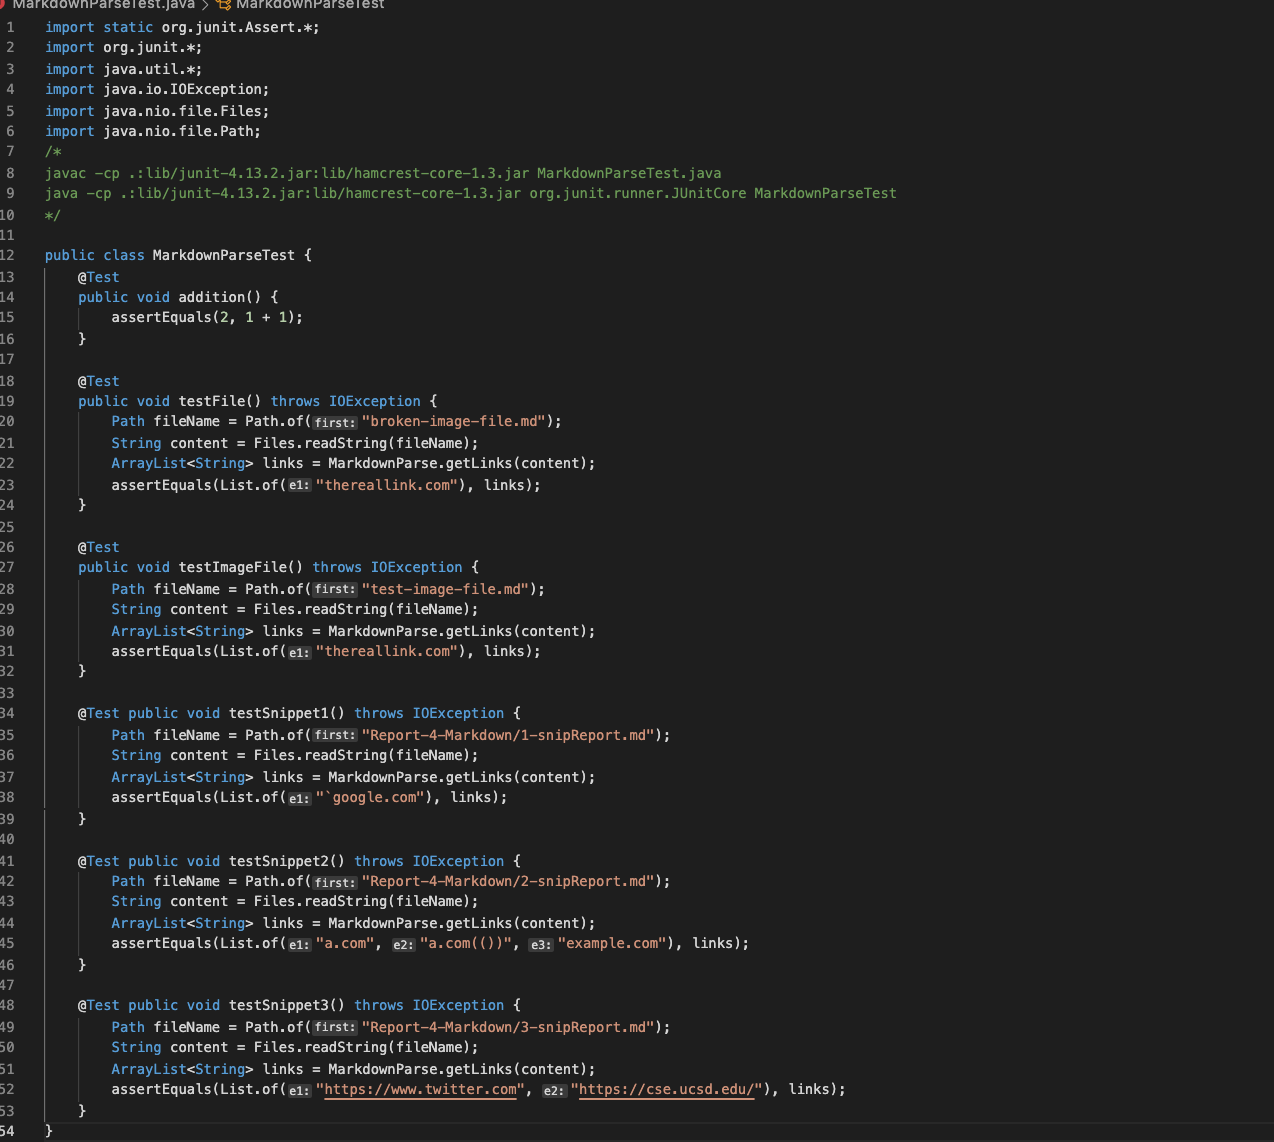 MarkdownParseTest.java > MarkdownParseTest
1 import static org.junit.Assert.*;
2 import org.junit.*;
3 import java.util.*;
4 import java.io.IOException;
5 import java.nio.file.Files;
6 import java.nio.file.Path;
7 /*
8 javac -cp .:lib/junit-4.13.2.jar:lib/hamcrest-core-1.3.jar MarkdownParseTest.java
9 java -cp .:lib/junit-4.13.2.jar:lib/hamcrest-core-1.3.jar org.junit.runner.JUnitCore MarkdownParseTest
10 */
11
12 public class MarkdownParseTest {
13     @Test
14     public void addition() {
15         assertEquals(2, 1 + 1);
16     }
17
18     @Test
19     public void testFile() throws IOException {
20         Path fileName = Path.of(first: "broken-image-file.md");
21         String content = Files.readString(fileName);
22         ArrayList<String> links = MarkdownParse.getLinks(content);
23         assertEquals(List.of(e1: "thereallink.com"), links);
24     }
25
26     @Test
27     public void testImageFile() throws IOException {
28         Path fileName = Path.of(first: "test-image-file.md");
29         String content = Files.readString(fileName);
30         ArrayList<String> links = MarkdownParse.getLinks(content);
31         assertEquals(List.of(e1: "thereallink.com"), links);
32     }
33
34     @Test public void testSnippet1() throws IOException {
35         Path fileName = Path.of(first: "Report-4-Markdown/1-snipReport.md");
36         String content = Files.readString(fileName);
37         ArrayList<String> links = MarkdownParse.getLinks(content);
38         assertEquals(List.of(e1: "`google.com"), links);
39     }
40
41     @Test public void testSnippet2() throws IOException {
42         Path fileName = Path.of(first: "Report-4-Markdown/2-snipReport.md");
43         String content = Files.readString(fileName);
44         ArrayList<String> links = MarkdownParse.getLinks(content);
45         assertEquals(List.of(e1: "a.com", e2: "a.com(())", e3: "example.com"), links);
46     }
47
48     @Test public void testSnippet3() throws IOException {
49         Path fileName = Path.of(first: "Report-4-Markdown/3-snipReport.md");
50         String content = Files.readString(fileName);
51         ArrayList<String> links = MarkdownParse.getLinks(content);
52         assertEquals(List.of(e1: "https://www.twitter.com", e2: "https://cse.ucsd.edu/"), links);
53     }
54 }